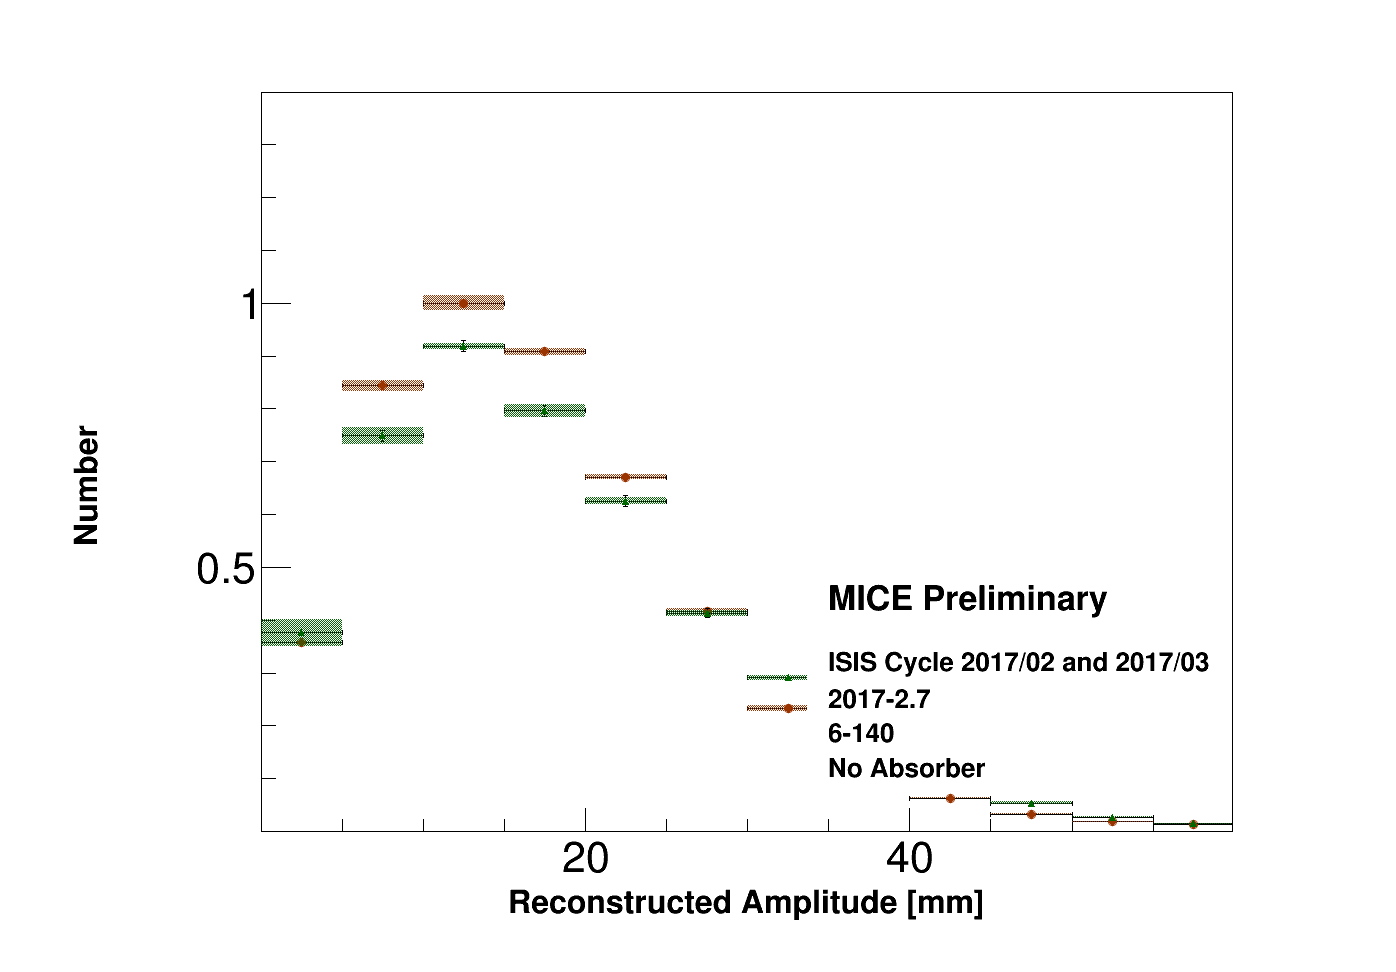 1
0.5
Number
MICE Preliminary
ISIS Cycle 2017/02 and 2017/03
2017-2.7
6-140
No Absorber
20 40
Reconstructed Amplitude [mm]